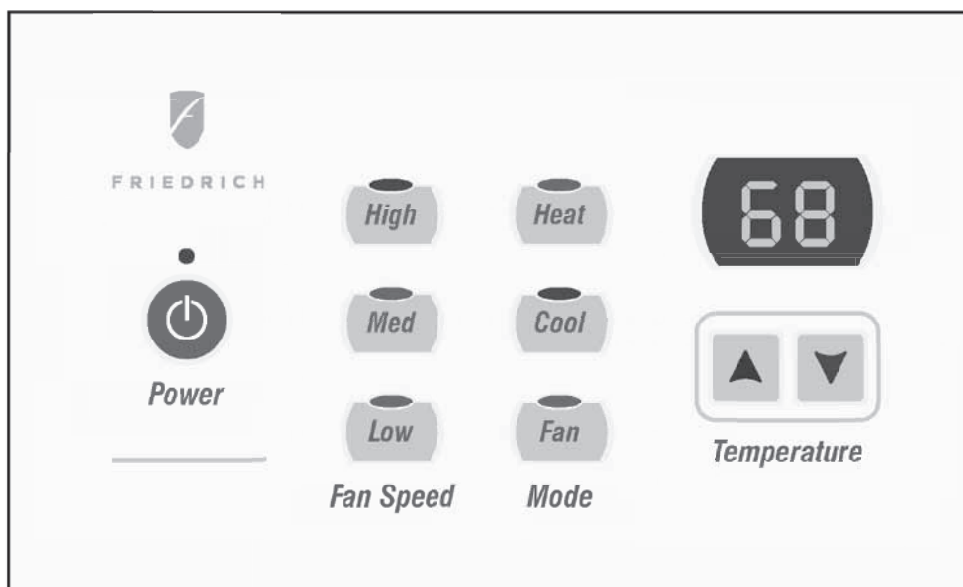 FRIEDRICH
Power
High
Med
Low
Fan Speed
Heat
Cool
Fan
Mode
68
Temperature